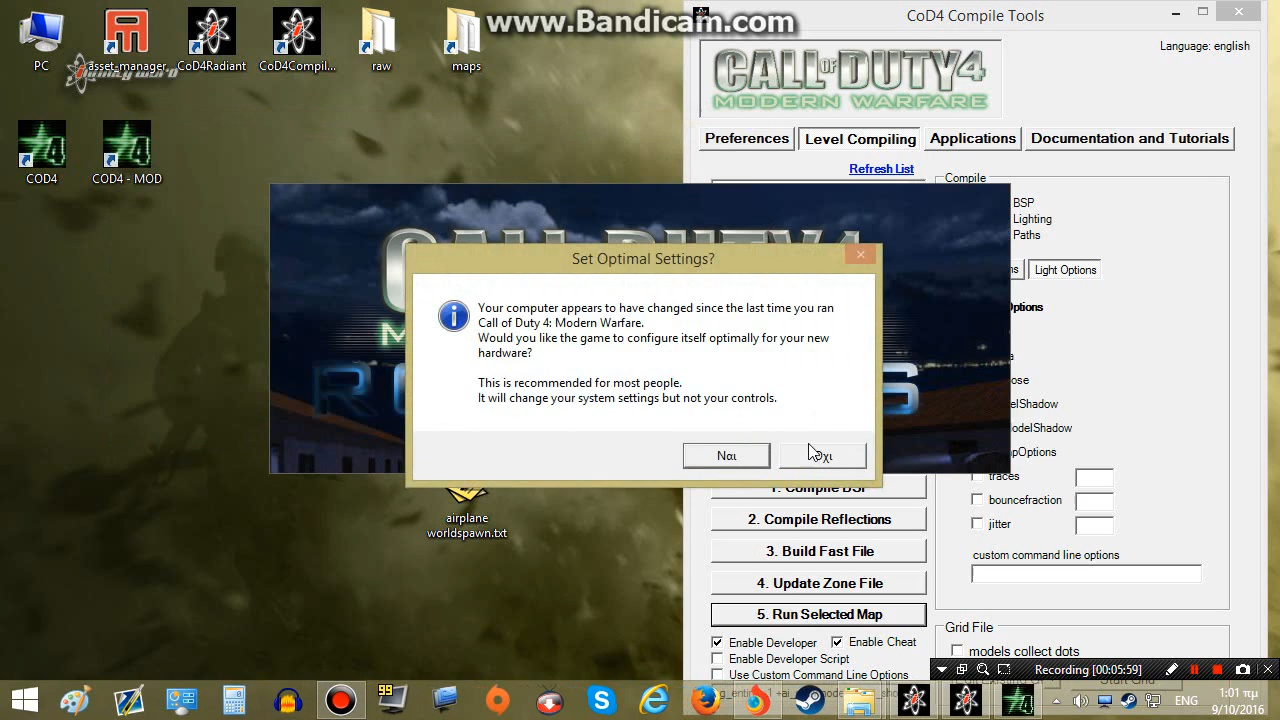 www.Bandicam.com
CoD4 Compile Tools
Language: english
CALL OF DUTY 4
MODERN WARFARE
PC
asset-manager...
CoD4Radiant
CoD4Compil...
raw
maps
COD4
COD4 - MOD
Preferences
Level Compiling
Applications
Documentation and Tutorials
Refresh List
Compile
BSP
Lighting
Paths
Light Options
Set Optimal Settings?
Your computer appears to have changed since the last time you ran
Call of Duty 4: Modern Warfare.
Would you like the game to configure itself optimally for your new
hardware?
This is recommended for most people.
It will change your system settings but not your controls.
Ναι
Όχι
traces
bouncefraction
jitter
custom command line options
airplane
worldspawn.txt
1. Compile BSP
2. Compile Reflections
3. Build Fast File
4. Update Zone File
5. Run Selected Map
Enable Developer
Enable Cheat
Enable Developer Script
Use Custom Command Line Options
Grid File
models collect dots
Recording [00:05:59]
99
ENG
1:01 πμ
9/10/2016